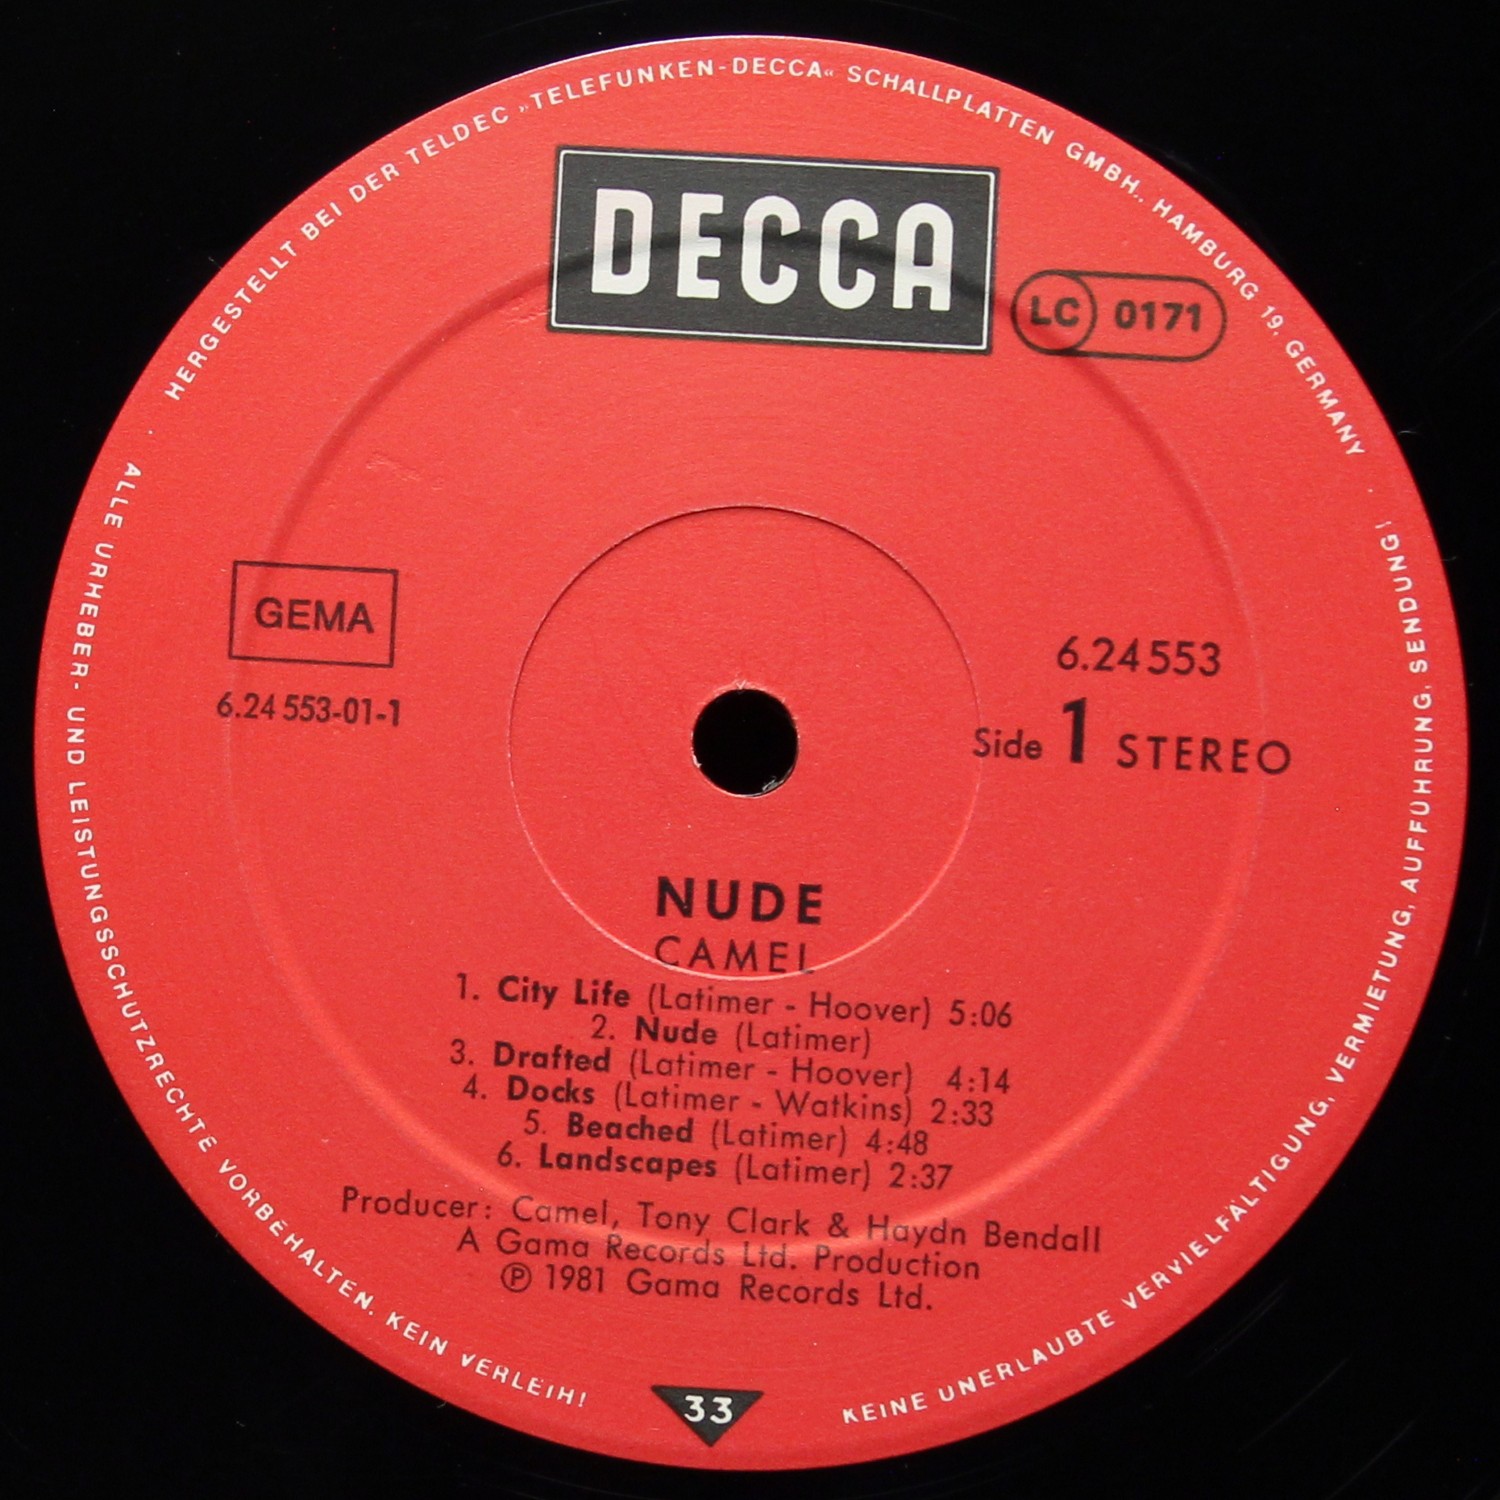 HERGESTELLT BEI DER TELDEC »TELEFUNKEN-DECCA« SCHALLPLATTEN GMBH., HAMBURG 19, GERMANY
DECCA
LC 0171
GEMA
6.24 553-01-1
6.24 553
Side 1 STEREO
NUDE
CAMEL
1. City Life (Latimer - Hoover) 5:06
2. Nude (Latimer)
3. Drafted (Latimer - Hoover) 4:14
4. Docks (Latimer - Watkins) 2:33
5. Beached (Latimer) 4:48
6. Landscapes (Latimer) 2:37
Producer: Camel, Tony Clark & Haydn Bendall
A Gama Records Ltd. Production
℗ 1981 Gama Records Ltd.
33
ALLE URHEBER- UND LEISTUNGSSCHUTZRECHTE VORBEHALTEN. KEIN VERLEIH!
KEINE UNERLAUBTE VERVIELFÄLTIGUNG, VERMIETUNG, AUFFÜHRUNG, SENDUNG!